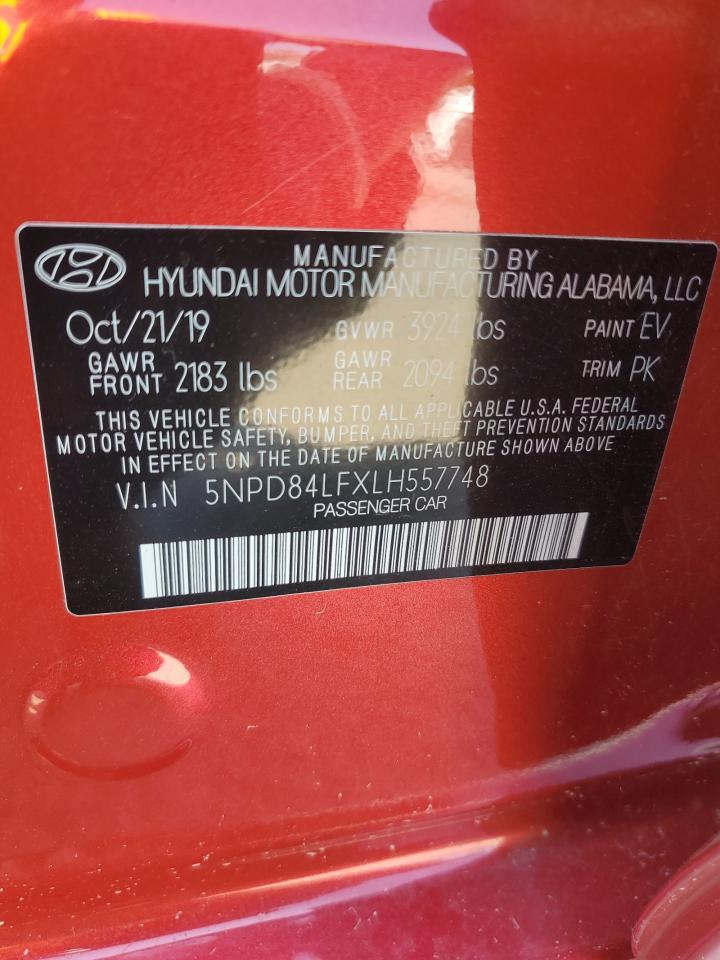 MANUFACTURED BY
HYUNDAI MOTOR MANUFACTURING ALABAMA, LLC
Oct/21/19 GVWR 3924 lbs PAINT EV
GAWR FRONT 2183 lbs GAWR REAR 2094 lbs TRIM PK
THIS VEHICLE CONFORMS TO ALL APPLICABLE U.S.A. FEDERAL
MOTOR VEHICLE SAFETY, BUMPER, AND THEFT PREVENTION STANDARDS
IN EFFECT ON THE DATE OF MANUFACTURE SHOWN ABOVE
V.I.N 5NPD84LFXLH557748
PASSENGER CAR